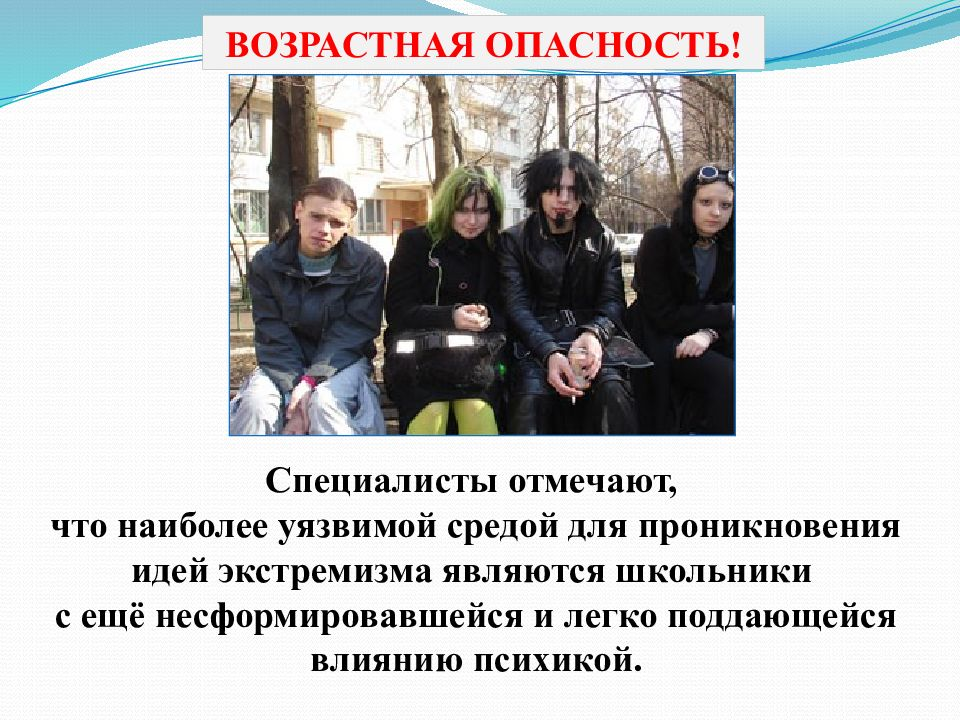 ВОЗРАСТНАЯ ОПАСНОСТЬ!
Специалисты отмечают,
что наиболее уязвимой средой для проникновения
идей экстремизма являются школьники
с ещё несформировавшейся и легко поддающейся
влиянию психикой.